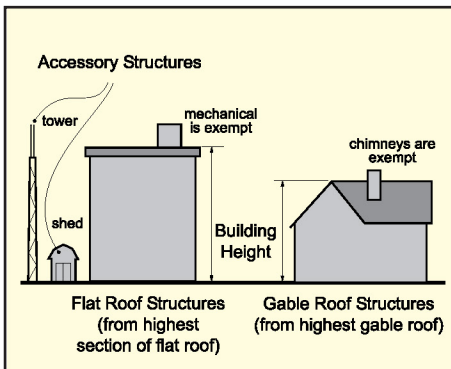 Accessory Structures
tower
mechanical
is exempt
chimneys are
exempt
shed
Building
Height
Flat Roof Structures
(from highest
section of flat roof)
Gable Roof Structures
(from highest gable roof)